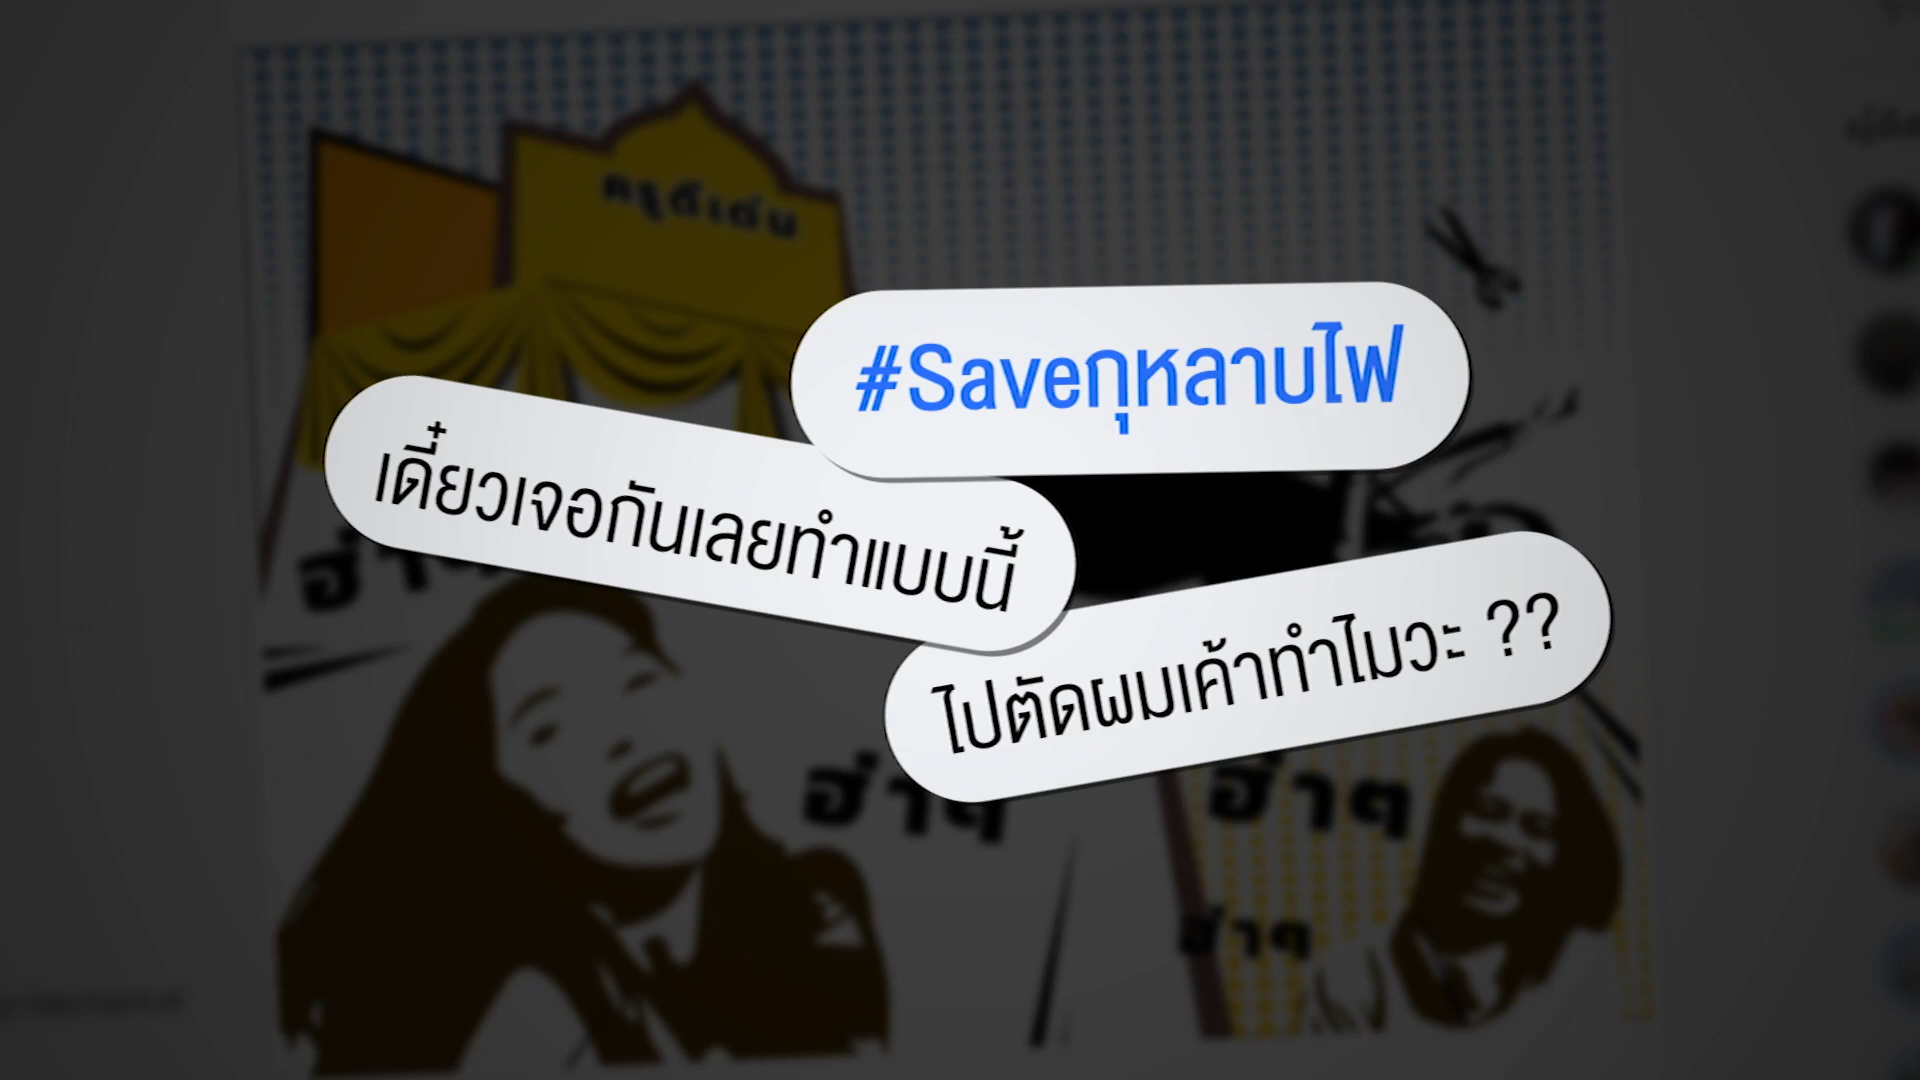 ครูดีเด่น
#Saveกุหลาบไฟ
เดี๋ยวเจอกันเลยทำแบบนี้
ไปตัดผมเค้าทำไมวะ ??
ฮ่าๆ
ฮ่าๆ
ฮ่าๆ